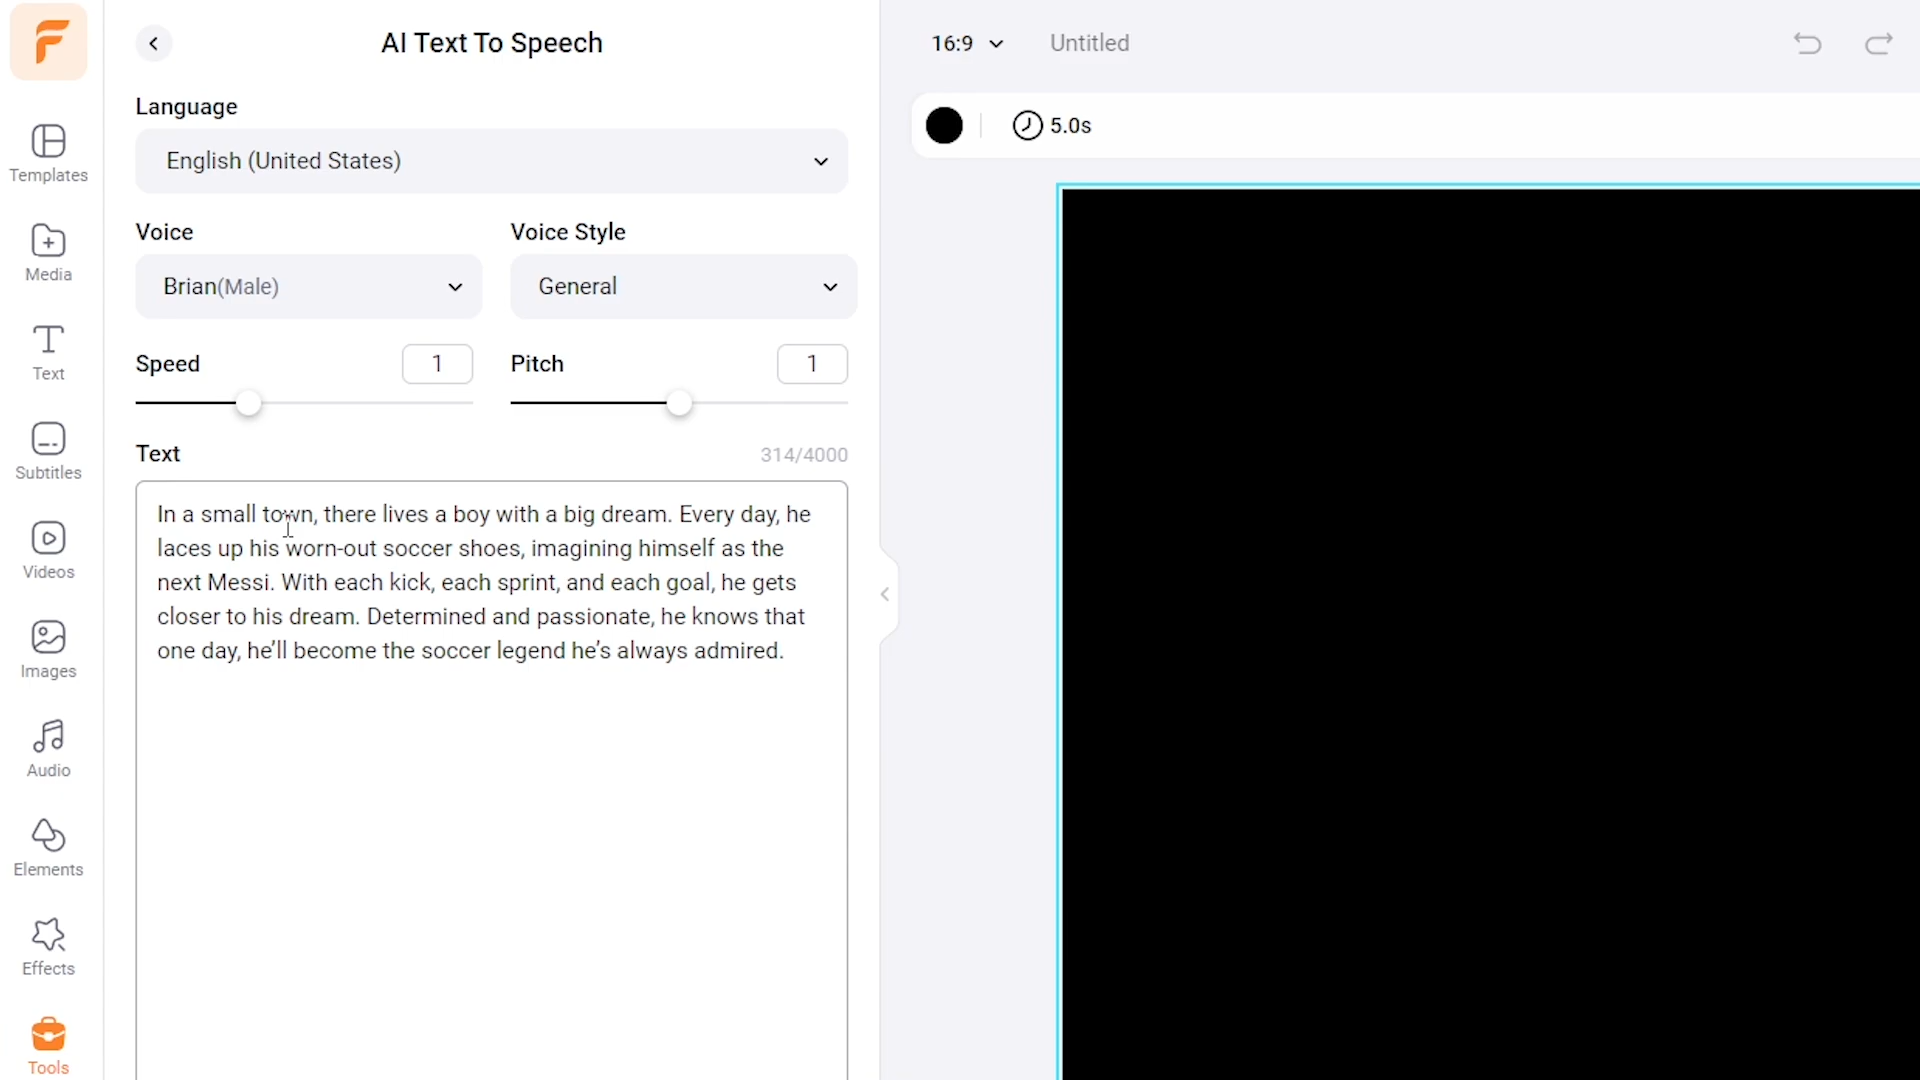 AI Text To Speech
16:9
Untitled
Language
5.0s
English (United States)
Templates
Voice
Voice Style
Media
Brian(Male)
General
Speed
1
Pitch
1
Text
Text
314/4000
Subtitles
In a small town, there lives a boy with a big dream. Every day, he
laces up his worn-out soccer shoes, imagining himself as the
next Messi. With each kick, each sprint, and each goal, he gets
closer to his dream. Determined and passionate, he knows that
one day, he’ll become the soccer legend he’s always admired.
Videos
Images
Audio
Elements
Effects
Tools